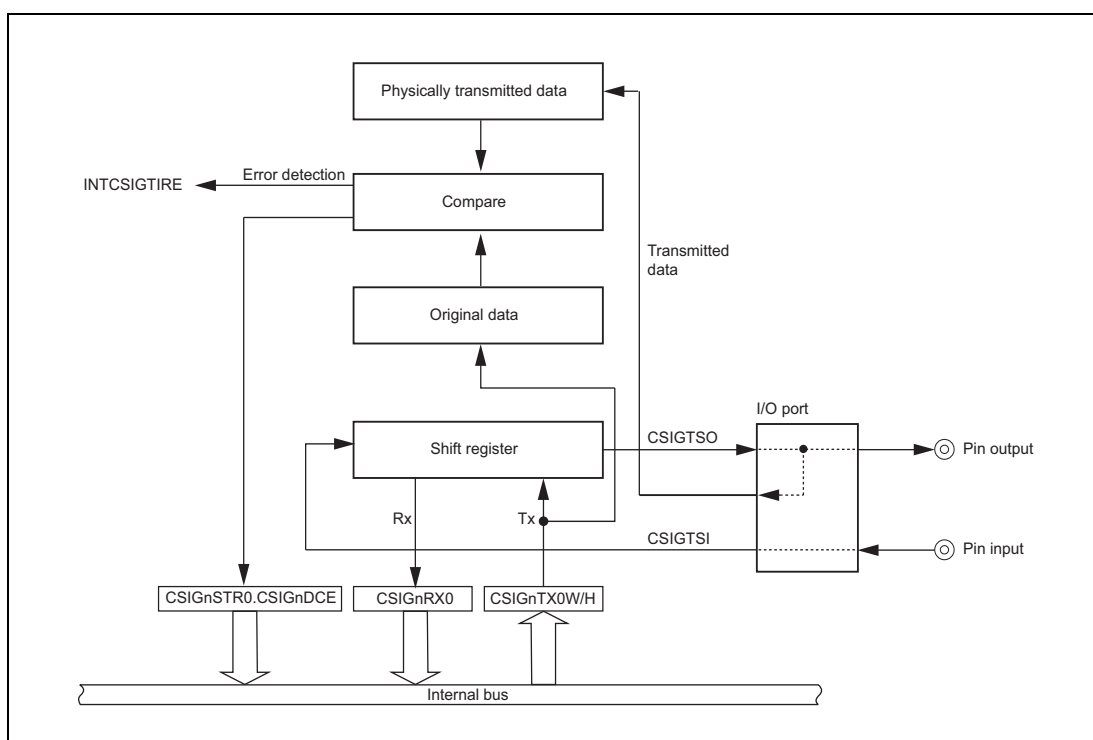 Physically transmitted data
Error detection
INTCSIGTIRE
Compare
Transmitted
data
Original data
I/O port
CSIGTSO
Shift register
Pin output
Rx
Tx
CSIGTSI
Pin input
CSIGnSTR0.CSIGnDCE
CSIGnRX0
CSIGnTX0W/H
Internal bus